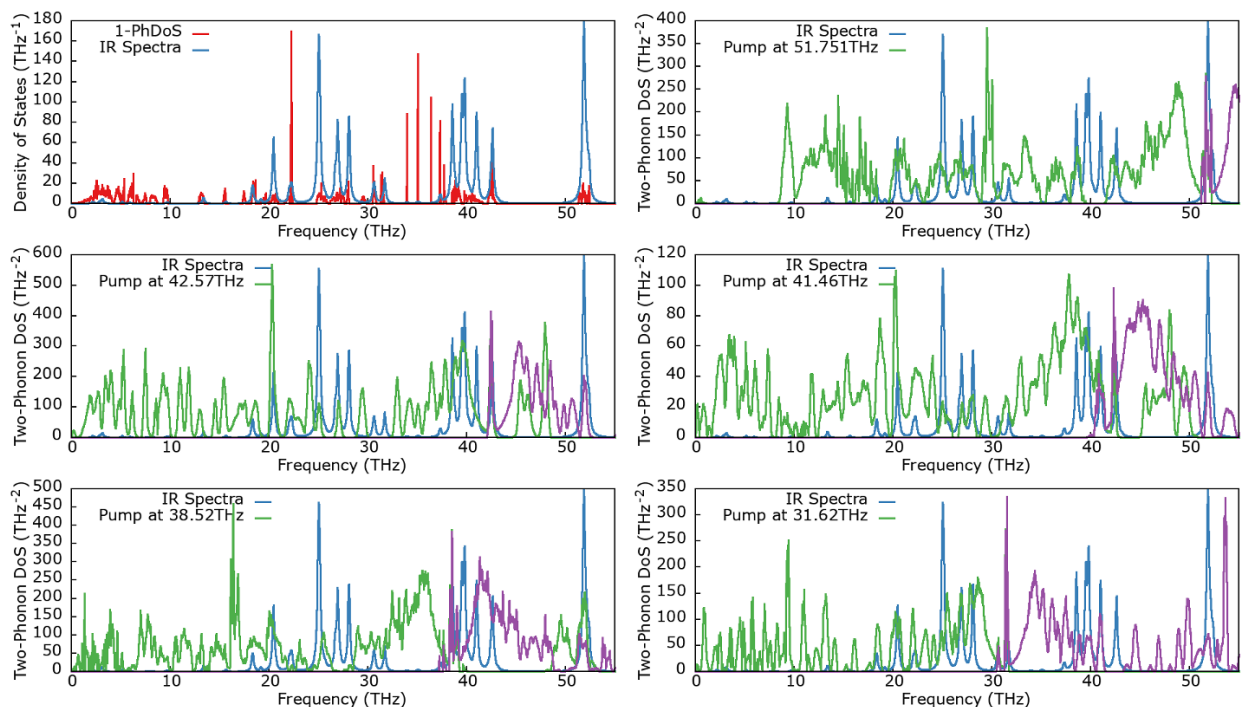 Density of States (THz⁻¹)
180
160
140
120
100
80
60
40
20
0
1-PhDoS
IR Spectra
0 10 20 30 40 50
Frequency (THz)
Two-Phonon DoS (THz⁻²)
400
350
300
250
200
150
100
50
0
IR Spectra
Pump at 51.751THz
0 10 20 30 40 50
Frequency (THz)
Two-Phonon DoS (THz⁻²)
600
500
400
300
200
100
0
IR Spectra
Pump at 42.57THz
0 10 20 30 40 50
Frequency (THz)
Two-Phonon DoS (THz⁻²)
120
100
80
60
40
20
0
IR Spectra
Pump at 41.46THz
0 10 20 30 40 50
Frequency (THz)
Two-Phonon DoS (THz⁻²)
500
450
400
350
300
250
200
150
100
50
0
IR Spectra
Pump at 38.52THz
0 10 20 30 40 50
Frequency (THz)
Two-Phonon DoS (THz⁻²)
350
300
250
200
150
100
50
0
IR Spectra
Pump at 31.62THz
0 10 20 30 40 50
Frequency (THz)